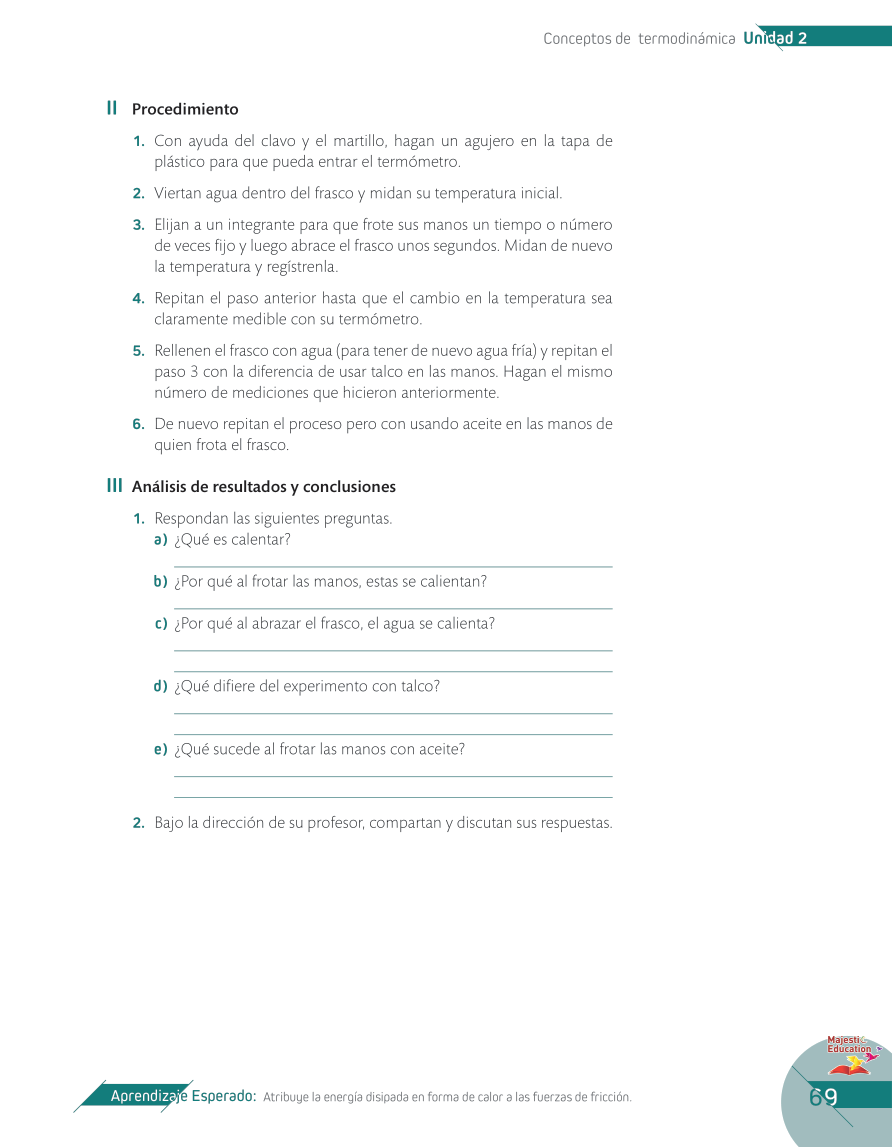 Conceptos de termodinámica Unidad 2
II Procedimiento
1. Con ayuda del clavo y el martillo, hagan un agujero en la tapa de
plástico para que pueda entrar el termómetro.
2. Viertan agua dentro del frasco y midan su temperatura inicial.
3. Elijan a un integrante para que frote sus manos un tiempo o número
de veces fijo y luego abrace el frasco unos segundos. Midan de nuevo
la temperatura y regístrenla.
4. Repitan el paso anterior hasta que el cambio en la temperatura sea
claramente medible con su termómetro.
5. Rellenen el frasco con agua (para tener de nuevo agua fría) y repitan el
paso 3 con la diferencia de usar talco en las manos. Hagan el mismo
número de mediciones que hicieron anteriormente.
6. De nuevo repitan el proceso pero con usando aceite en las manos de
quien frota el frasco.
III Análisis de resultados y conclusiones
1. Respondan las siguientes preguntas.
a) ¿Qué es calentar?
b) ¿Por qué al frotar las manos, estas se calientan?
c) ¿Por qué al abrazar el frasco, el agua se calienta?
d) ¿Qué difiere del experimento con talco?
e) ¿Qué sucede al frotar las manos con aceite?
2. Bajo la dirección de su profesor, compartan y discutan sus respuestas.
Majestic
Education
Aprendizaje Esperado: Atribuye la energía disipada en forma de calor a las fuerzas de fricción.
69